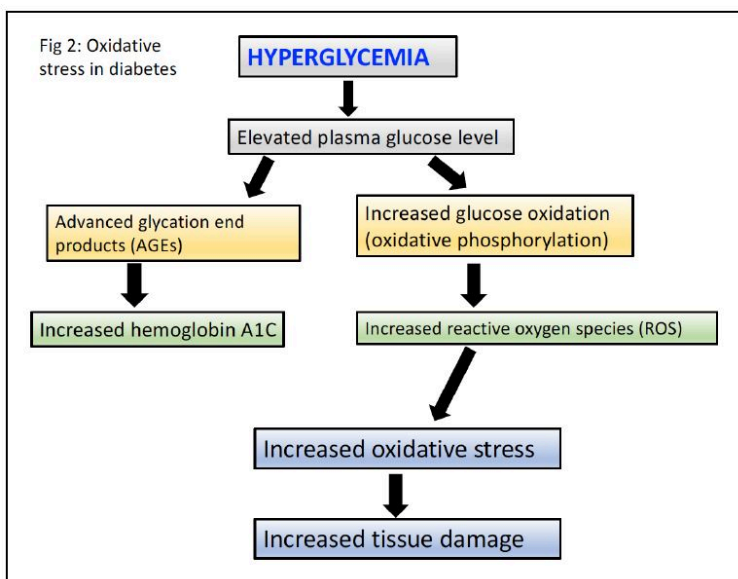 Fig 2: Oxidative
stress in diabetes
HYPERGLYCEMIA
Elevated plasma glucose level
Advanced glycation end
products (AGEs)
Increased glucose oxidation
(oxidative phosphorylation)
Increased hemoglobin A1C
Increased reactive oxygen species (ROS)
Increased oxidative stress
Increased tissue damage